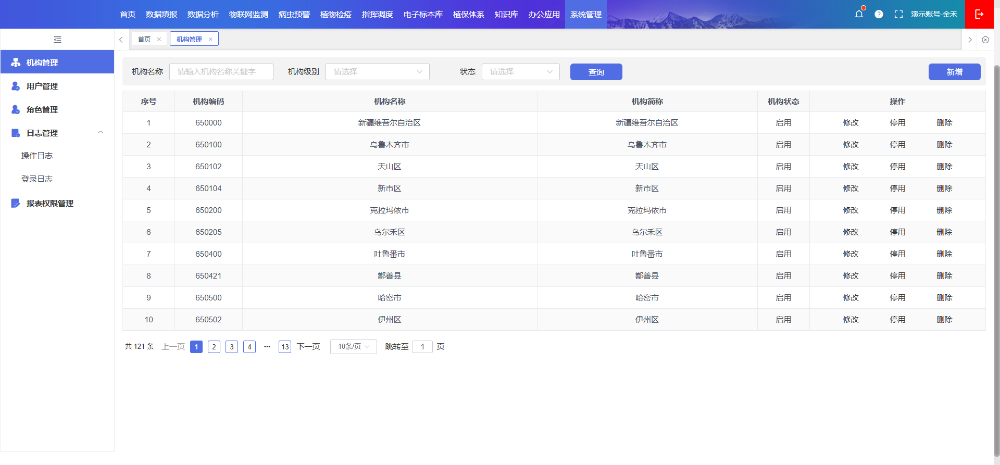 首页 数据填报 数据分析 物联网监测 病虫预警 植物检疫 指挥调度 电子标本库 植保体系 知识库 办公应用 系统管理 演示账号-金禾
首页 机构管理
机构管理
用户管理
角色管理
日志管理
操作日志
登录日志
报表权限管理
机构名称 请输入机构名称关键字 机构级别 请选择 状态 请选择 查询 新增
序号 机构编码 机构名称 机构简称 机构状态 操作
1 650000 新疆维吾尔自治区 新疆维吾尔自治区 启用 修改 停用 删除
2 650100 乌鲁木齐市 乌鲁木齐市 启用 修改 停用 删除
3 650102 天山区 天山区 启用 修改 停用 删除
4 650104 新市区 新市区 启用 修改 停用 删除
5 650200 克拉玛依市 克拉玛依市 启用 修改 停用 删除
6 650205 乌尔禾区 乌尔禾区 启用 修改 停用 删除
7 650400 吐鲁番市 吐鲁番市 启用 修改 停用 删除
8 650421 鄯善县 鄯善县 启用 修改 停用 删除
9 650500 哈密市 哈密市 启用 修改 停用 删除
10 650502 伊州区 伊州区 启用 修改 停用 删除
共 121 条 上一页 1 2 3 4 ··· 13 下一页 10条/页 跳转至 1 页